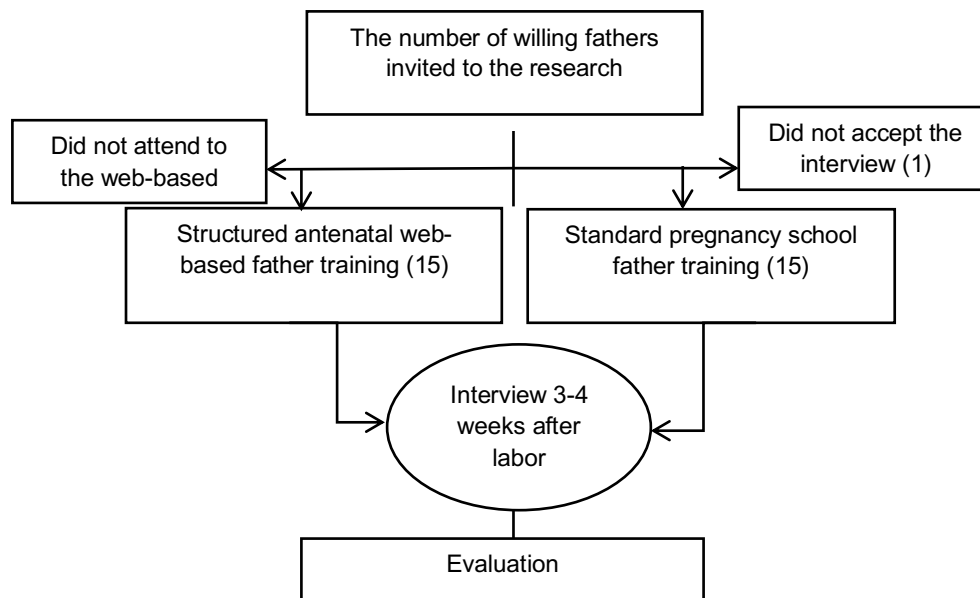 The number of willing fathers
invited to the research
Did not attend to
the web-based
Did not accept the
interview (1)
Structured antenatal web-
based father training (15)
Standard pregnancy school
father training (15)
Interview 3-4
weeks after
labor
Evaluation